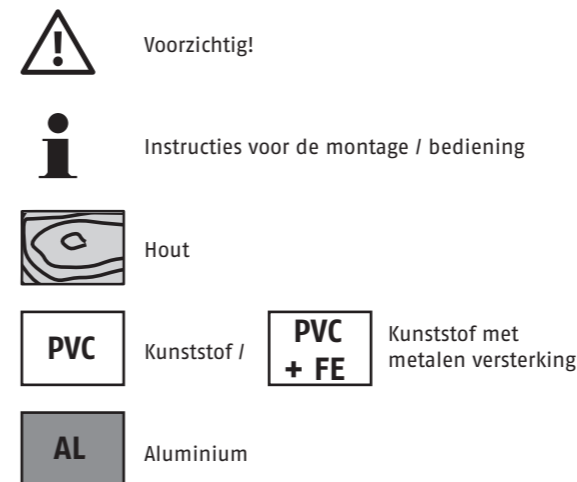 Voorzichtig!
Instructies voor de montage / bediening
Hout
PVC
Kunststof /
PVC
+ FE
Kunststof met
metalen versterking
AL
Aluminium